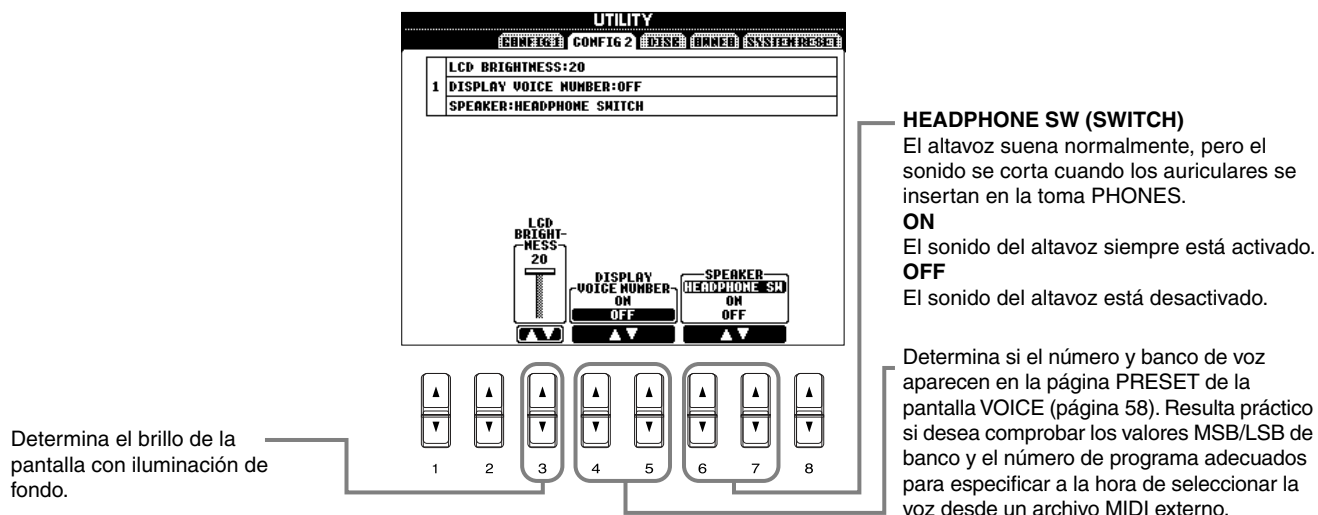 UTILITY
CONFIG 1 CONFIG 2 DISK OWNER SYSTEM RESET
LCD BRIGHTNESS:20
1 DISPLAY VOICE NUMBER:OFF
SPEAKER:HEADPHONE SWITCH
LCD
BRIGHT-
NESS
20
DISPLAY
VOICE NUMBER
ON
OFF
SPEAKER
HEADPHONE SW
ON
OFF
1 2 3 4 5 6 7 8
HEADPHONE SW (SWITCH)
El altavoz suena normalmente, pero el
sonido se corta cuando los auriculares se
insertan en la toma PHONES.
ON
El sonido del altavoz siempre está activado.
OFF
El sonido del altavoz está desactivado.
Determina si el número y banco de voz
aparecen en la página PRESET de la
pantalla VOICE (página 58). Resulta práctico
si desea comprobar los valores MSB/LSB de
banco y el número de programa adecuados
para especificar a la hora de seleccionar la
voz desde un archivo MIDI externo.
Determina el brillo de la
pantalla con iluminación de
fondo.